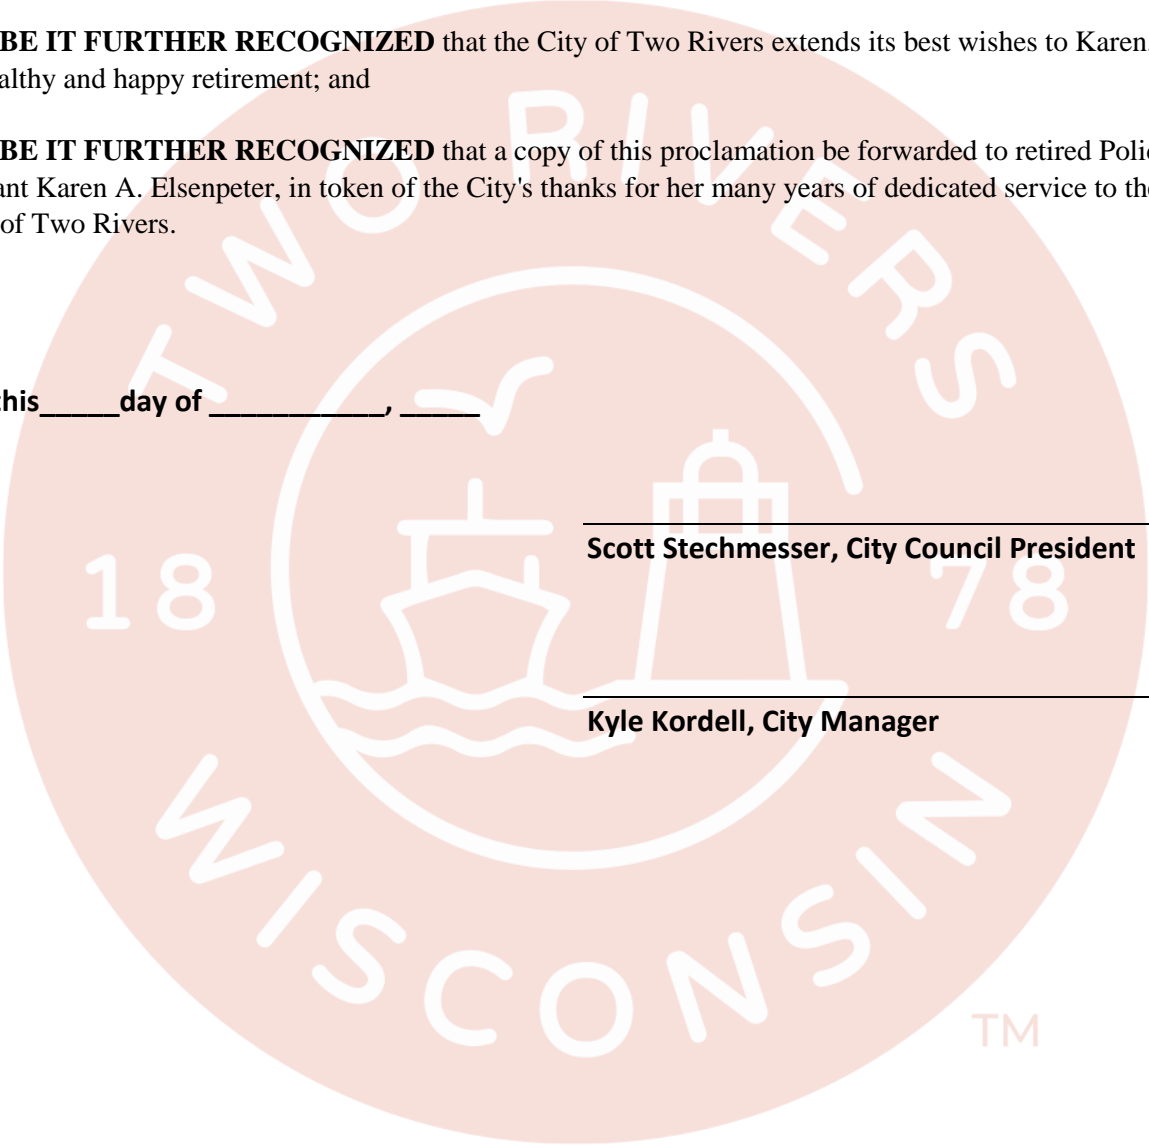 BE IT FURTHER RECOGNIZED that the City of Two Rivers extends its best wishes to Karen
althy and happy retirement; and
BE IT FURTHER RECOGNIZED that a copy of this proclamation be forwarded to retired Poli
ant Karen A. Elsenpeter, in token of the City's thanks for her many years of dedicated service to the
of Two Rivers.
this_____day of ___________, _____
Scott Stechmesser, City Council President
Kyle Kordell, City Manager
TWO RIVERS
18 78
WISCONSIN
TM